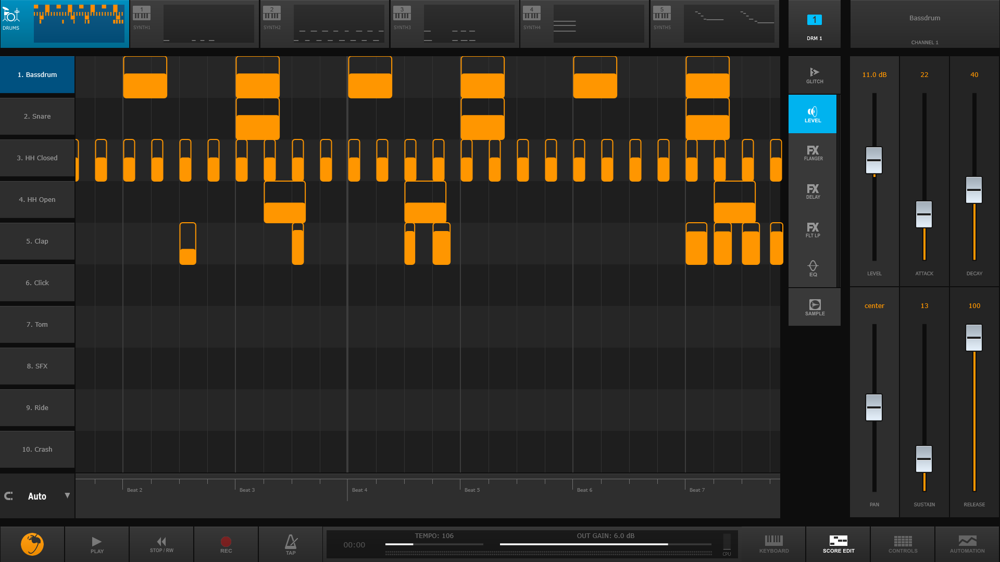 DRUMS
1
SYNTH1
2
SYNTH2
3
SYNTH3
4
SYNTH4
5
SYNTH5
1
DRM 1
Bassdrum
CHANNEL 1
1. Bassdrum
2. Snare
3. HH Closed
4. HH Open
5. Clap
6. Click
7. Tom
8. SFX
9. Ride
10. Crash
GLITCH
LEVEL
FX
FLANGER
FX
DELAY
FX
FLT LP
EQ
SAMPLE
11.0 dB
22
40
LEVEL
ATTACK
DECAY
center
13
100
PAN
SUSTAIN
RELEASE
Auto
Beat 2
Beat 3
Beat 4
Beat 5
Beat 6
Beat 7
PLAY
STOP / RW
REC
TAP
00:00
TEMPO: 106
OUT GAIN: 6.0 dB
CPU
KEYBOARD
SCORE EDIT
CONTROLS
AUTOMATION